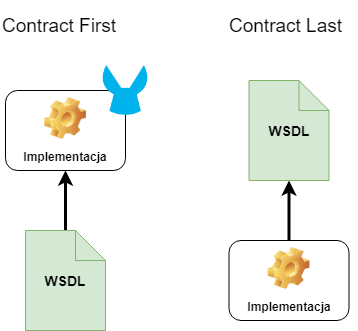 Contract First
Contract Last
Implementacja
WSDL
WSDL
Implementacja